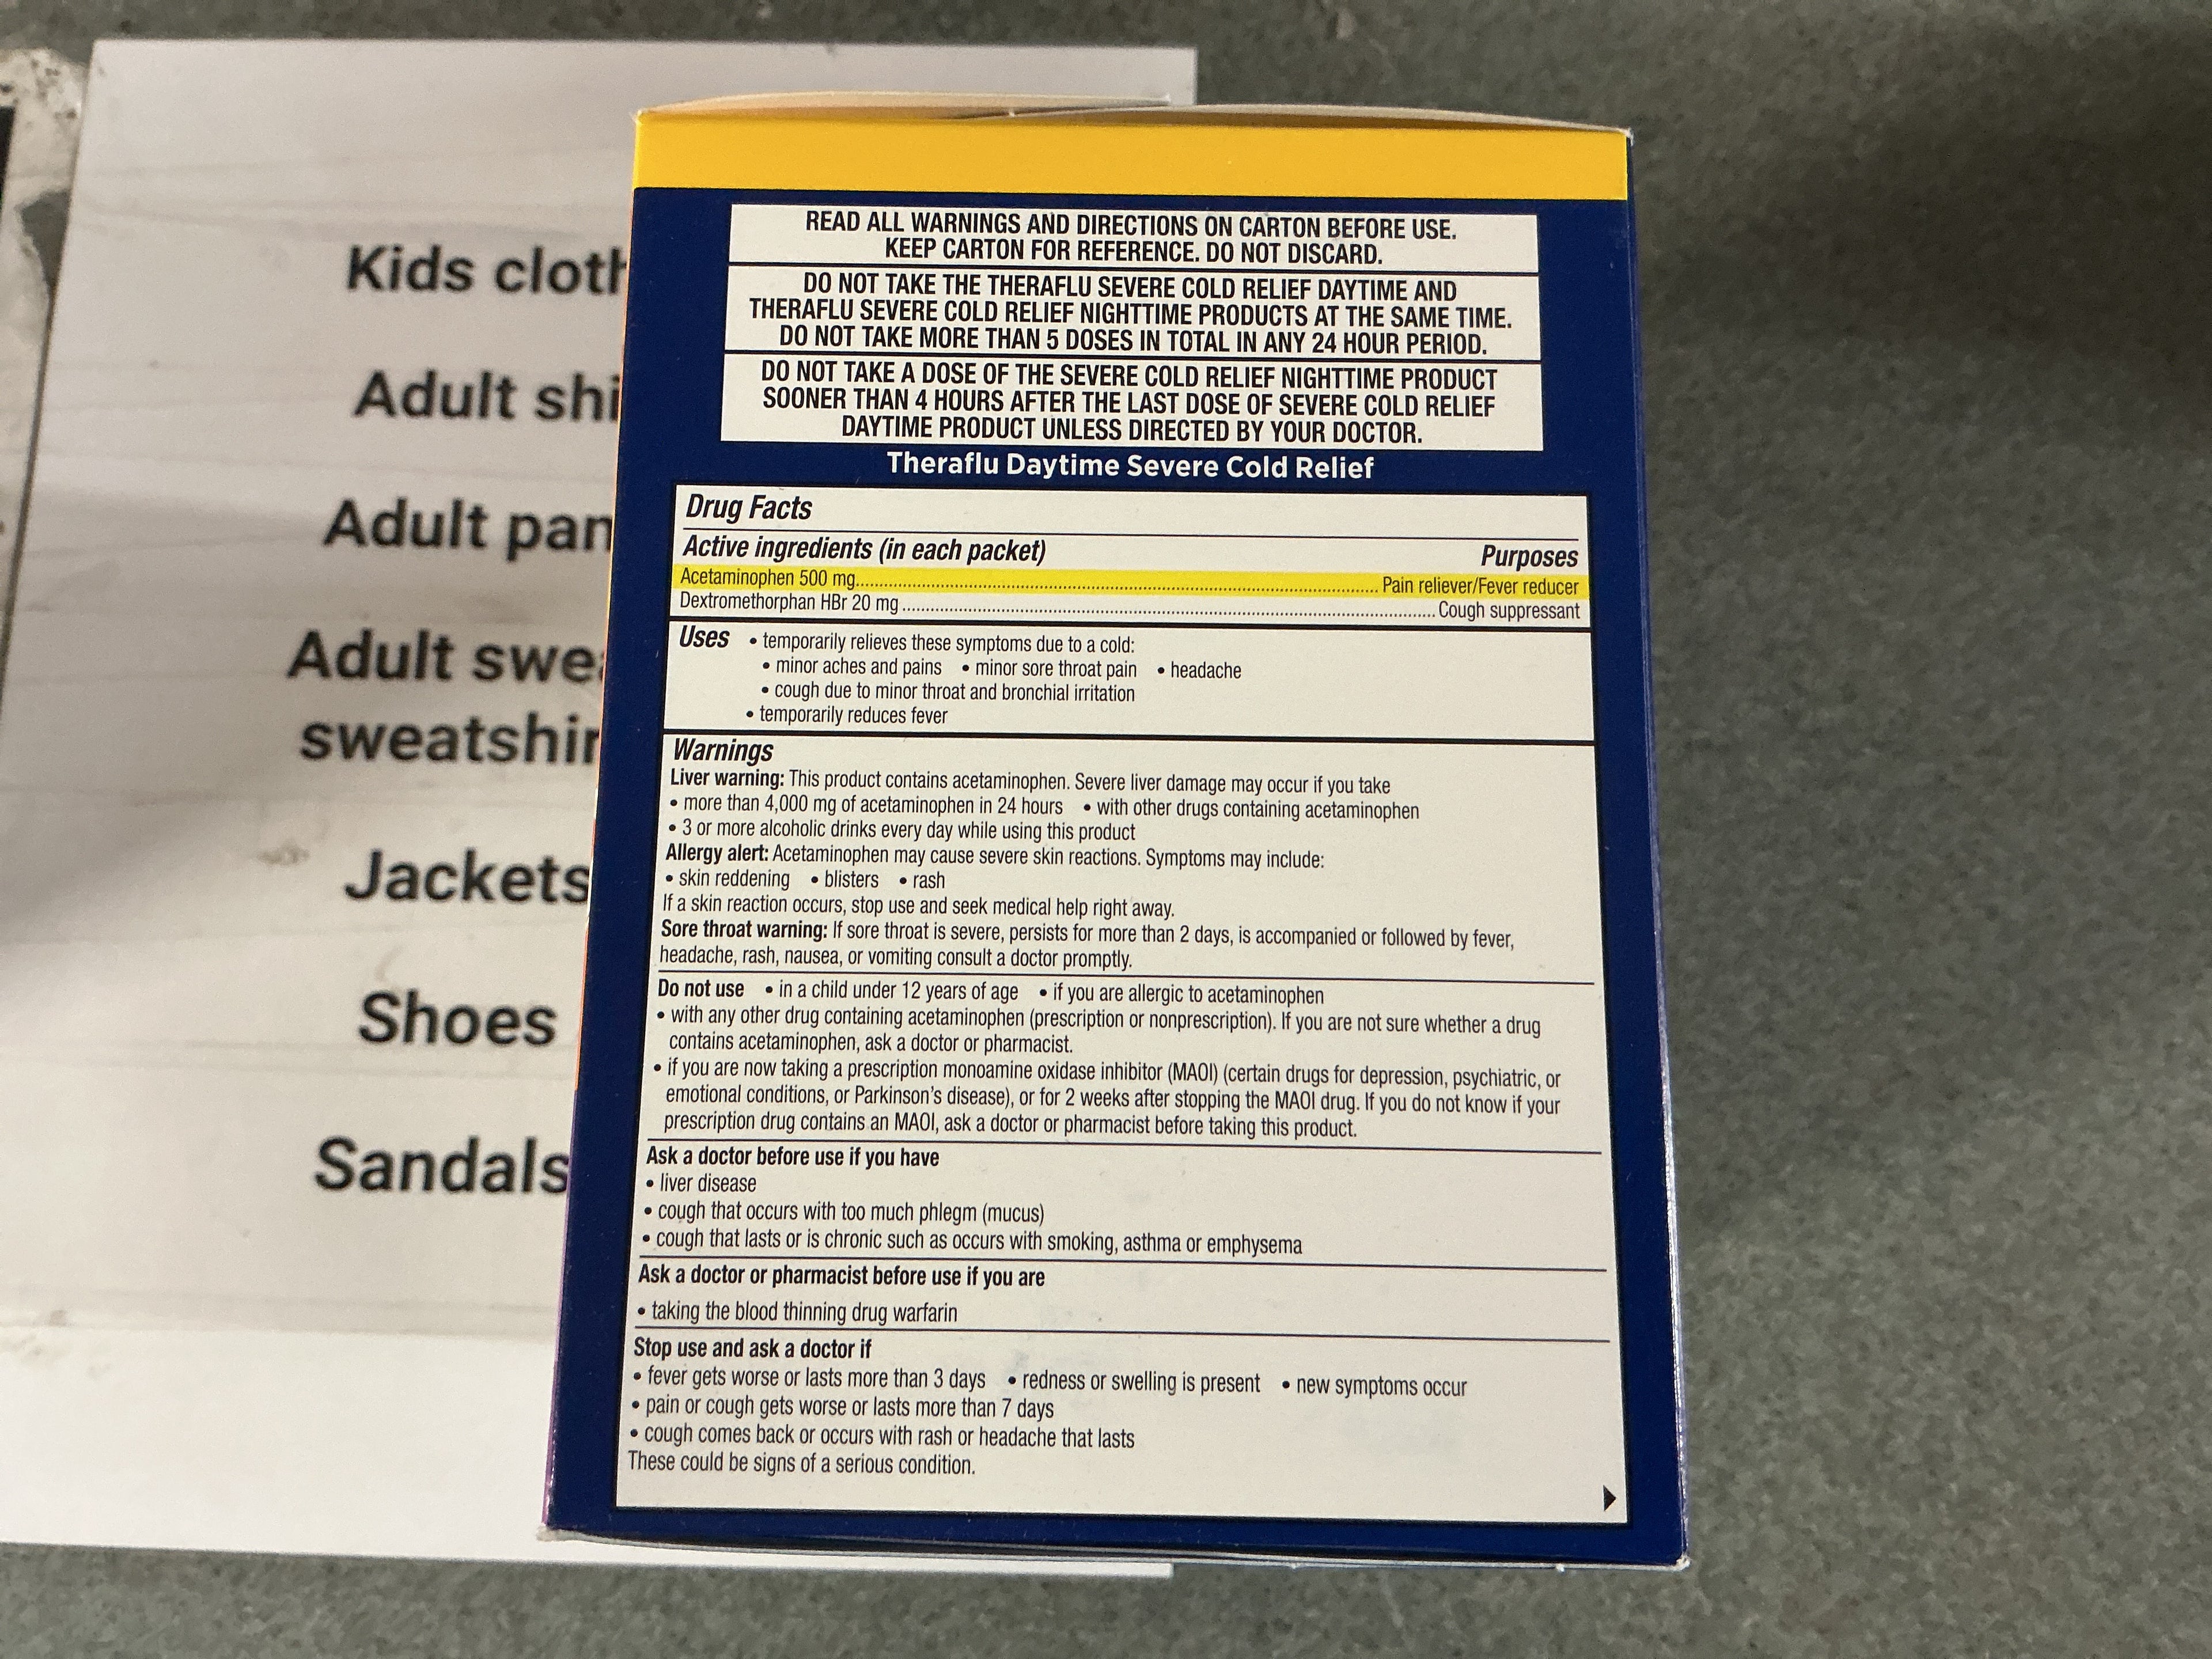 Kids cloth
Adult shi
Adult pan
Adult swea
sweatshir
Jackets
Shoes
Sandals
READ ALL WARNINGS AND DIRECTIONS ON CARTON BEFORE USE.
KEEP CARTON FOR REFERENCE. DO NOT DISCARD.
DO NOT TAKE THE THERAFLU SEVERE COLD RELIEF DAYTIME AND
THERAFLU SEVERE COLD RELIEF NIGHTTIME PRODUCTS AT THE SAME TIME.
DO NOT TAKE MORE THAN 5 DOSES IN TOTAL IN ANY 24 HOUR PERIOD.
DO NOT TAKE A DOSE OF THE SEVERE COLD RELIEF NIGHTTIME PRODUCT
SOONER THAN 4 HOURS AFTER THE LAST DOSE OF SEVERE COLD RELIEF
DAYTIME PRODUCT UNLESS DIRECTED BY YOUR DOCTOR.
Theraflu Daytime Severe Cold Relief
Drug Facts
Active ingredients (in each packet) Purposes
Acetaminophen 500 mg.................... Pain reliever/Fever reducer
Dextromethorphan HBr 20 mg.................... Cough suppressant
Uses • temporarily relieves these symptoms due to a cold:
• minor aches and pains • minor sore throat pain • headache
• cough due to minor throat and bronchial irritation
• temporarily reduces fever
Warnings
Liver warning: This product contains acetaminophen. Severe liver damage may occur if you take
• more than 4,000 mg of acetaminophen in 24 hours • with other drugs containing acetaminophen
• 3 or more alcoholic drinks every day while using this product
Allergy alert: Acetaminophen may cause severe skin reactions. Symptoms may include:
• skin reddening • blisters • rash
If a skin reaction occurs, stop use and seek medical help right away.
Sore throat warning: If sore throat is severe, persists for more than 2 days, is accompanied or followed by fever,
headache, rash, nausea, or vomiting consult a doctor promptly.
Do not use • in a child under 12 years of age • if you are allergic to acetaminophen
• with any other drug containing acetaminophen (prescription or nonprescription). If you are not sure whether a drug
contains acetaminophen, ask a doctor or pharmacist.
• if you are now taking a prescription monoamine oxidase inhibitor (MAOI) (certain drugs for depression, psychiatric, or
emotional conditions, or Parkinson's disease), or for 2 weeks after stopping the MAOI drug. If you do not know if your
prescription drug contains an MAOI, ask a doctor or pharmacist before taking this product.
Ask a doctor before use if you have
• liver disease
• cough that occurs with too much phlegm (mucus)
• cough that lasts or is chronic such as occurs with smoking, asthma or emphysema
Ask a doctor or pharmacist before use if you are
• taking the blood thinning drug warfarin
Stop use and ask a doctor if
• fever gets worse or lasts more than 3 days • redness or swelling is present • new symptoms occur
• pain or cough gets worse or lasts more than 7 days
• cough comes back or occurs with rash or headache that lasts
These could be signs of a serious condition.